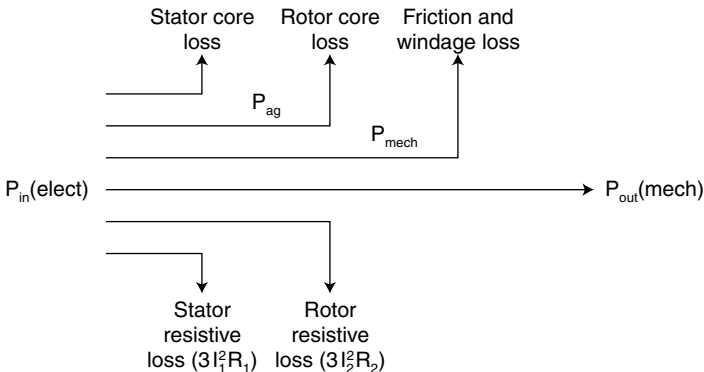 Stator core
loss
Rotor core
loss
Friction and
windage loss
P_ag
P_mech
P_in(elect)
P_out(mech)
Stator
resistive
loss (3I₁²R₁)
Rotor
resistive
loss (3I₂²R₂)